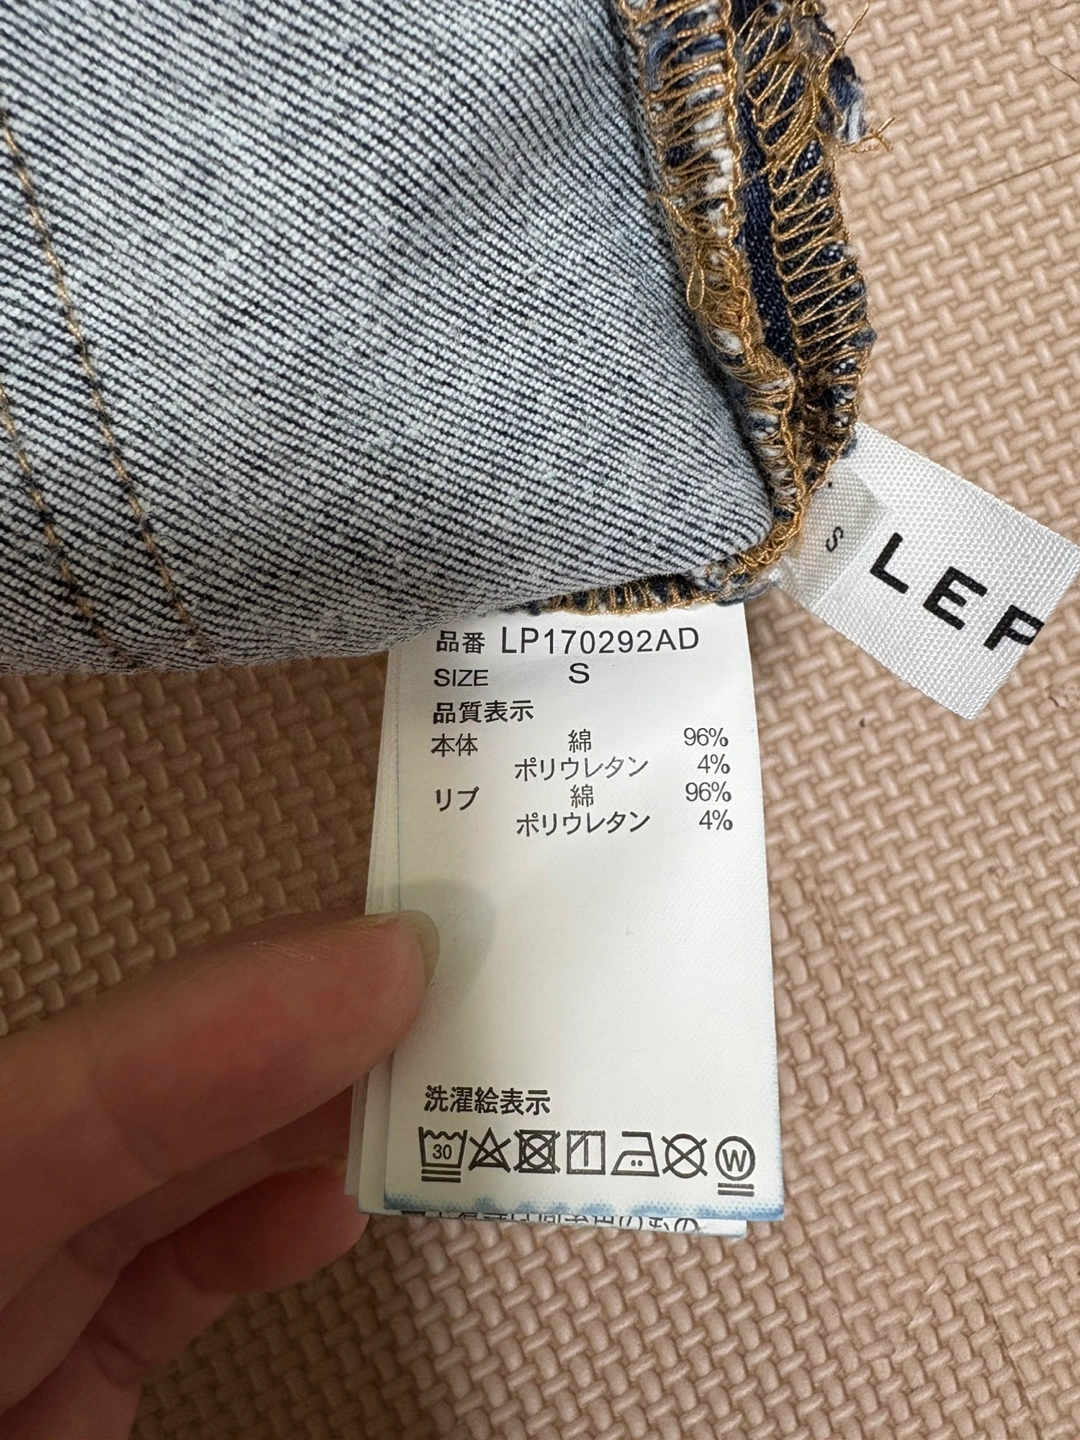 S
LEP
品番 LP170292AD
SIZE S
品質表示
本体 綿 96%
ポリウレタン 4%
リブ 綿 96%
ポリウレタン 4%
洗濯絵表示
30
W